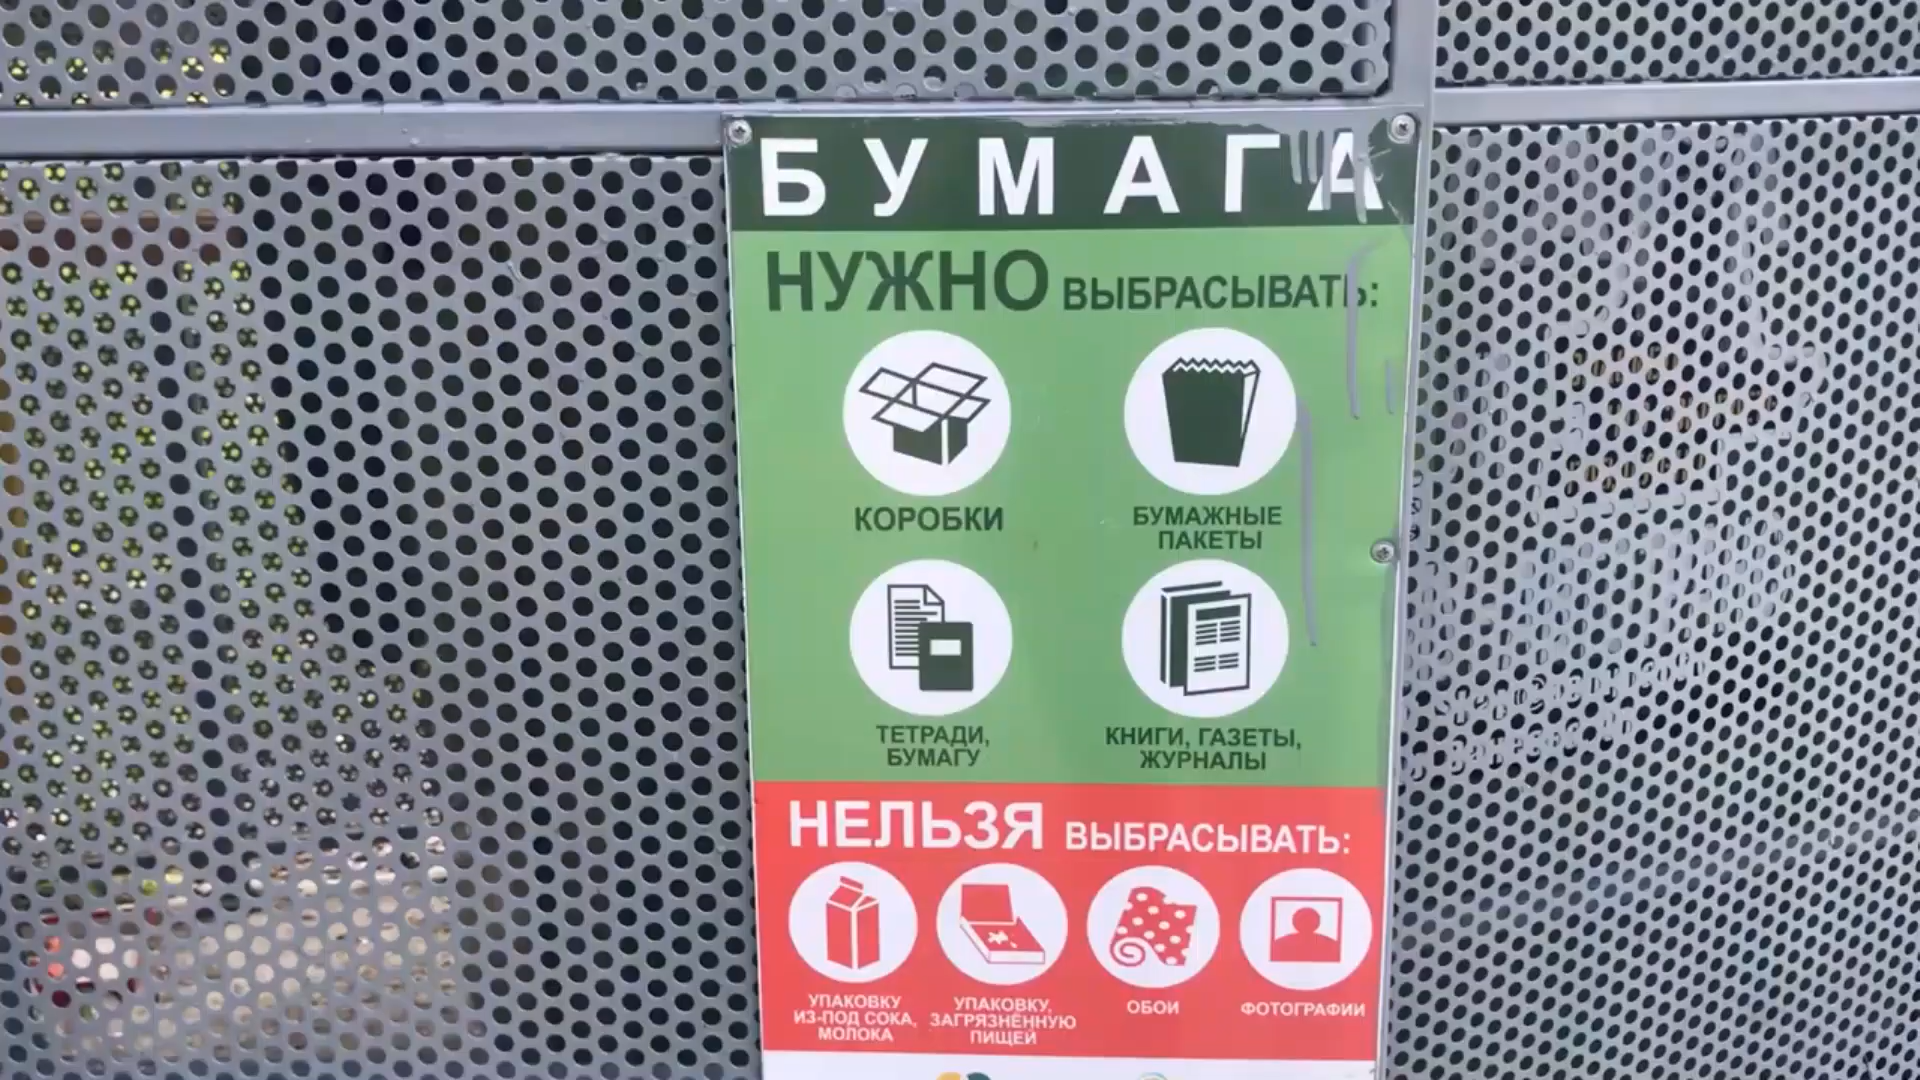 БУМАГА
НУЖНО ВЫБРАСЫВАТЬ:
КОРОБКИ
БУМАЖНЫЕ
ПАКЕТЫ
ТЕТРАДИ,
БУМАГУ
КНИГИ, ГАЗЕТЫ,
ЖУРНАЛЫ
НЕЛЬЗЯ ВЫБРАСЫВАТЬ:
УПАКОВКУ
ИЗ-ПОД СОКА,
МОЛОКА
УПАКОВКУ,
ЗАГРЯЗНЕННУЮ
ПИЩЕЙ
ОБОИ
ФОТОГРАФИИ